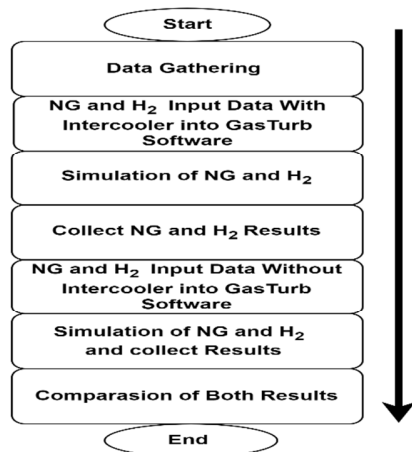 Start
Data Gathering
NG and H₂ Input Data With
Intercooler into GasTurb
Software
Simulation of NG and H₂
Collect NG and H₂ Results
NG and H₂ Input Data Without
Intercooler into GasTurb
Software
Simulation of NG and H₂
and collect Results
Comparasion of Both Results
End